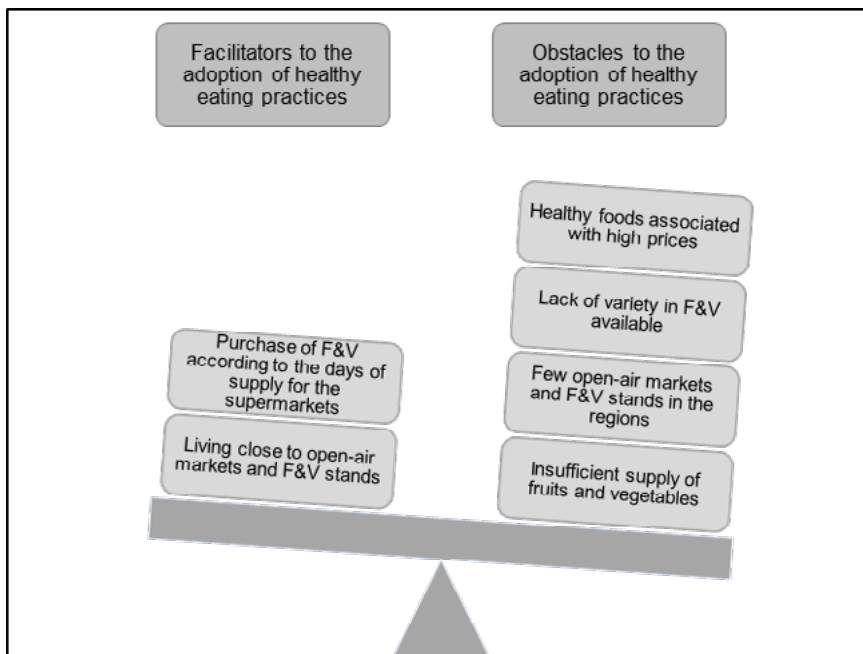 Facilitators to the
adoption of healthy
eating practices
Obstacles to the
adoption of healthy
eating practices
Healthy foods associated
with high prices
Lack of variety in F&V
available
Few open-air markets
and F&V stands in the
regions
Insufficient supply of
fruits and vegetables
Purchase of F&V
according to the days of
supply for the
supermarkets
Living close to open-air
markets and F&V stands